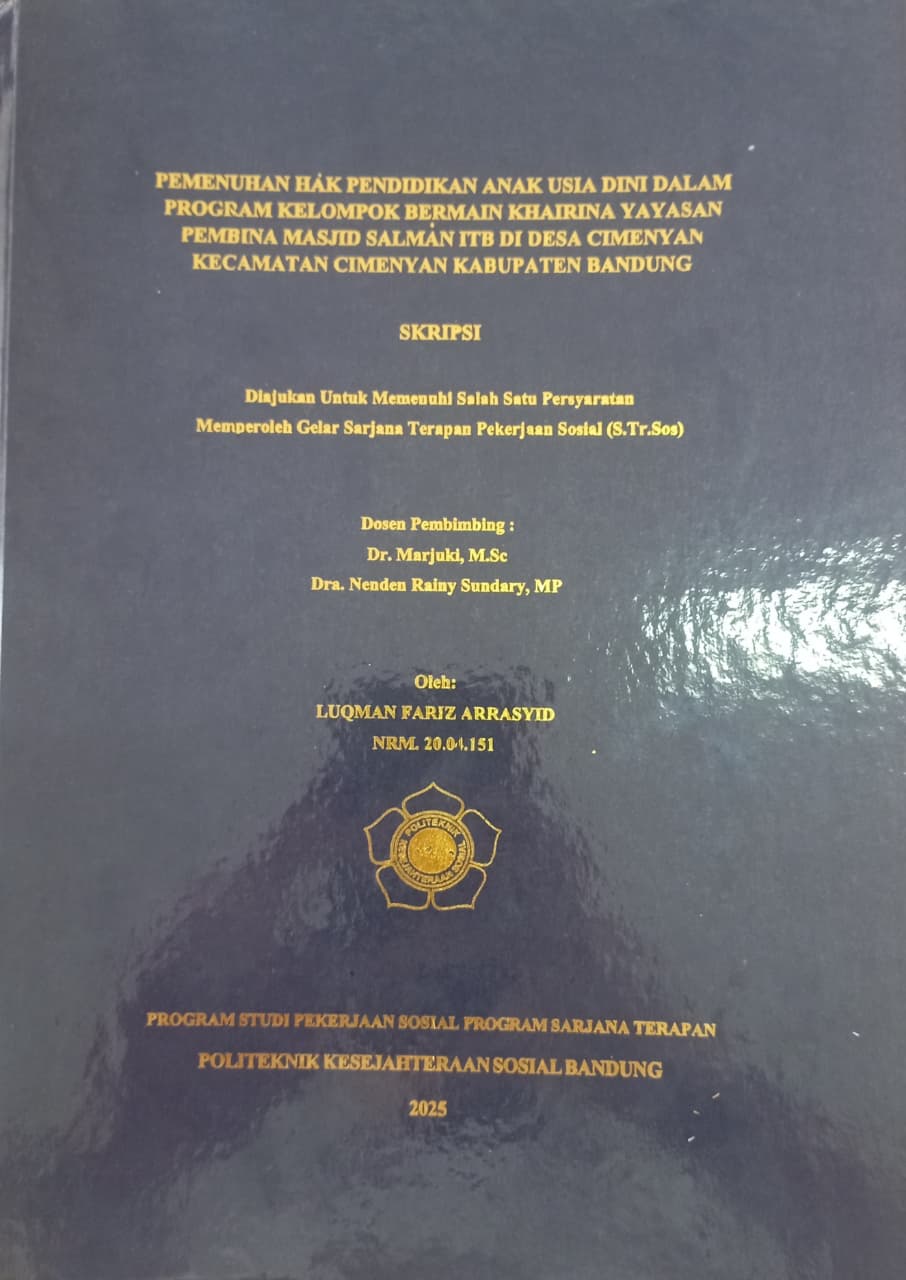 PEMENUHAN HAK PENDIDIKAN ANAK USIA DINI DALAM
PROGRAM KELOMPOK BERMAIN KHAIRINA YAYASAN
PEMBINA MASJID SALMAN ITB DI DESA CIMENYAN
KECAMATAN CIMENYAN KABUPATEN BANDUNG
SKRIPSI
Diajukan Untuk Memenuhi Salah Satu Persyaratan
Memperoleh Gelar Sarjana Terapan Pekerjaan Sosial (S.Tr.Sos)
Dosen Pembimbing :
Dr. Marjuki, M.Sc
Dra. Nenden Rainy Sundary, MP
Oleh:
LUQMAN FARIZ ARRASYID
NRM. 20.04.151
POLITEKNIK
KESEJAHTERAAN SOSIAL
PROGRAM STUDI PEKERJAAN SOSIAL PROGRAM SARJANA TERAPAN
POLITEKNIK KESEJAHTERAAN SOSIAL BANDUNG
2025